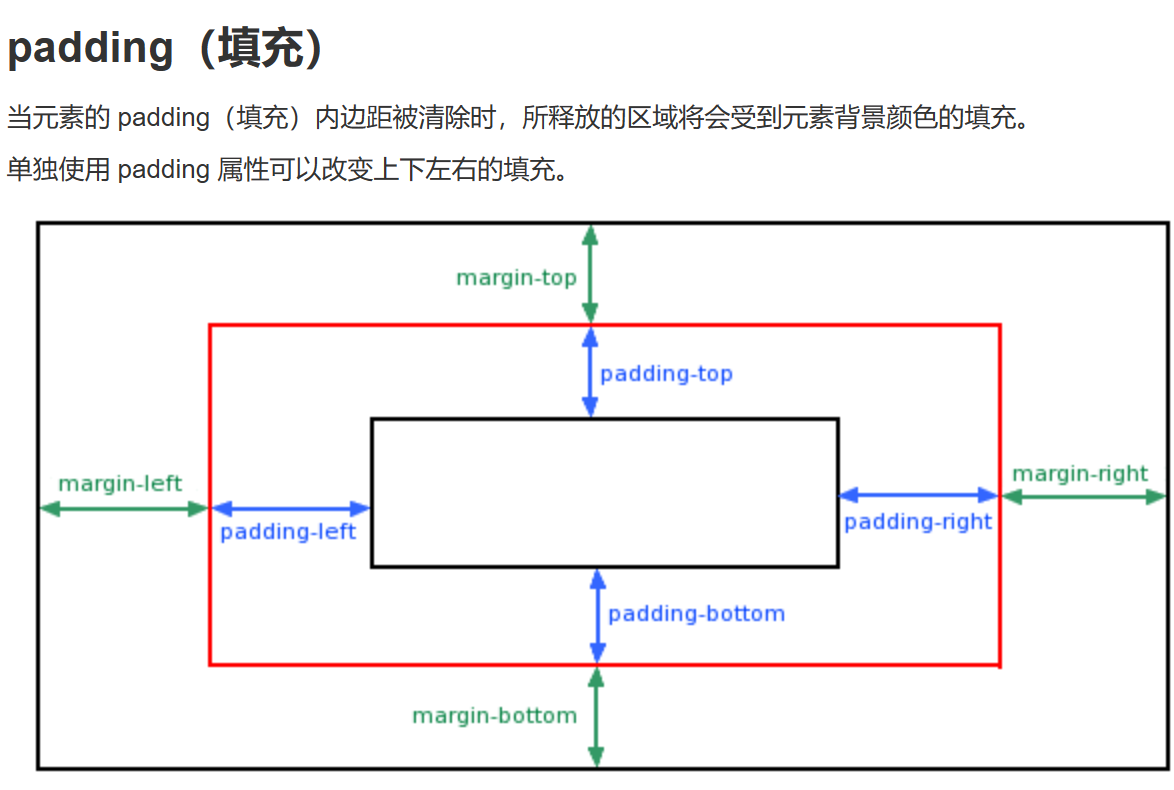 padding（填充）
当元素的 padding（填充）内边距被清除时，所释放的区域将会受到元素背景颜色的填充。
单独使用 padding 属性可以改变上下左右的填充。
margin-top
padding-top
margin-left
margin-right
padding-left
padding-right
padding-bottom
margin-bottom